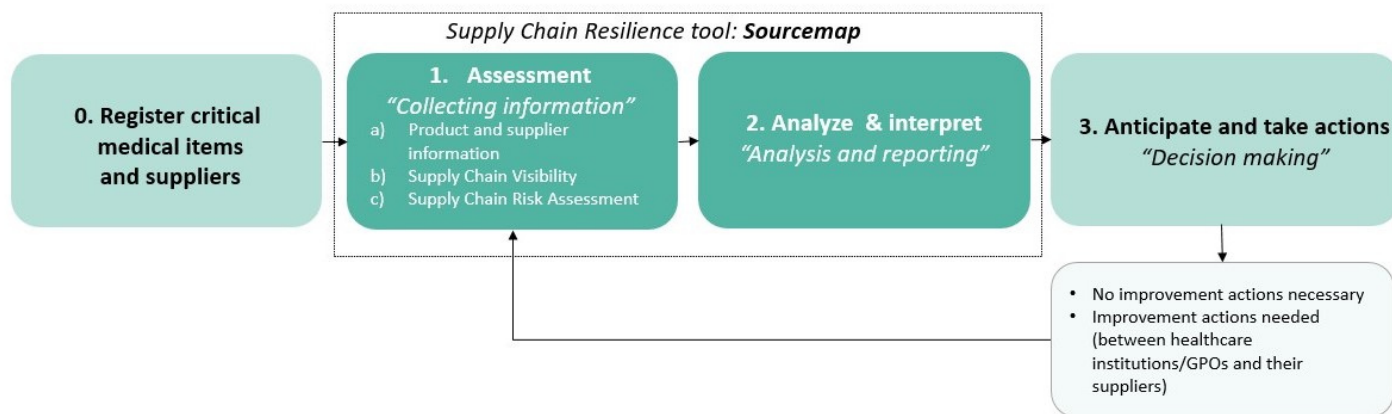 Supply Chain Resilience tool: Sourcemap
0. Register critical
medical items
and suppliers
1. Assessment
“Collecting information”
a) Product and supplier
information
b) Supply Chain Visibility
c) Supply Chain Risk Assessment
2. Analyze & interpret
“Analysis and reporting”
3. Anticipate and take actions
“Decision making”
• No improvement actions necessary
• Improvement actions needed
(between healthcare
institutions/GPOs and their
suppliers)